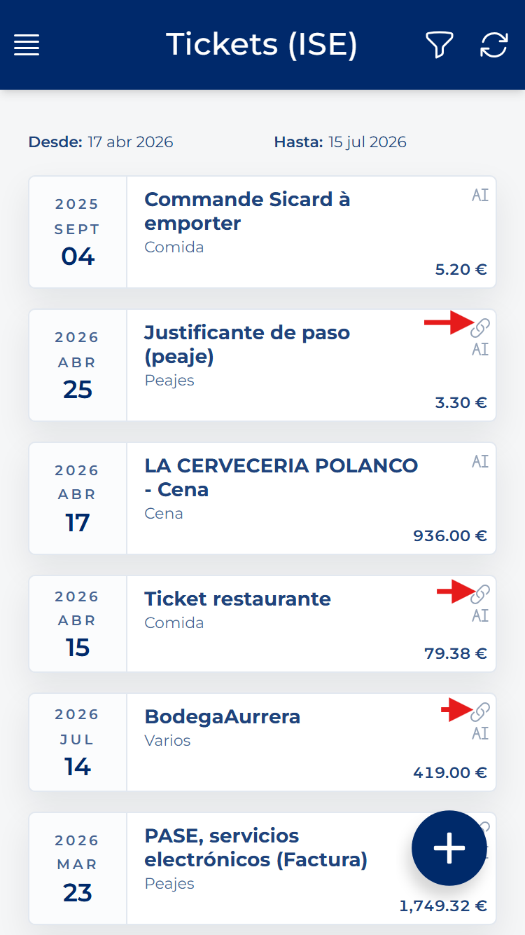 Tickets (ISE)
Desde: 17 abr 2026 Hasta: 15 jul 2026
2025
SEPT
04
Commande Sicard à
emporter
Comida
AI
5.20 €
2026
ABR
25
Justificante de paso
(peaje)
Peajes
AI
3.30 €
2026
ABR
17
LA CERVECERIA POLANCO
- Cena
Cena
AI
936.00 €
2026
ABR
15
Ticket restaurante
Comida
AI
79.38 €
2026
JUL
14
BodegaAurrera
Varios
AI
419.00 €
2026
MAR
23
PASE, servicios
electrónicos (Factura)
Peajes
1,749.32 €